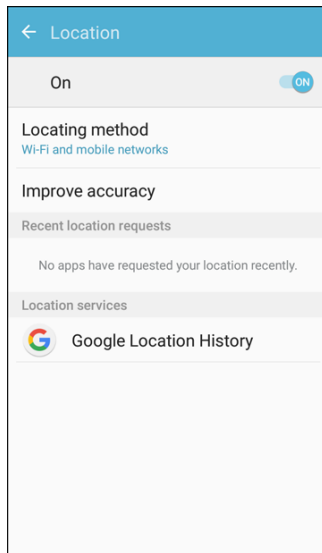 Location
On
ON
Locating method
Wi-Fi and mobile networks
Improve accuracy
Recent location requests
No apps have requested your location recently.
Location services
G
Google Location History